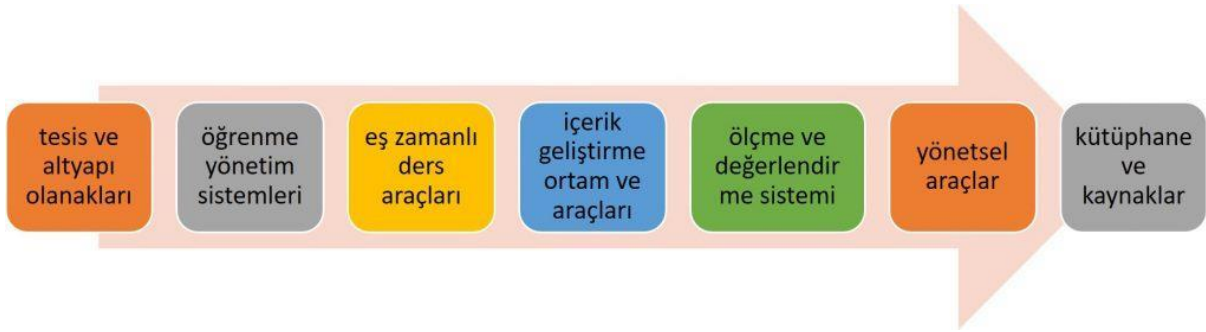 tesis ve
altyapı
olanakları
öğrenme
yönetim
sistemleri
eş zamanlı
ders
araçları
içerik
geliştirme
ortam ve
araçları
ölçme ve
değerlendir
me sistemi
yönetsel
araçlar
kütüphane
ve
kaynaklar